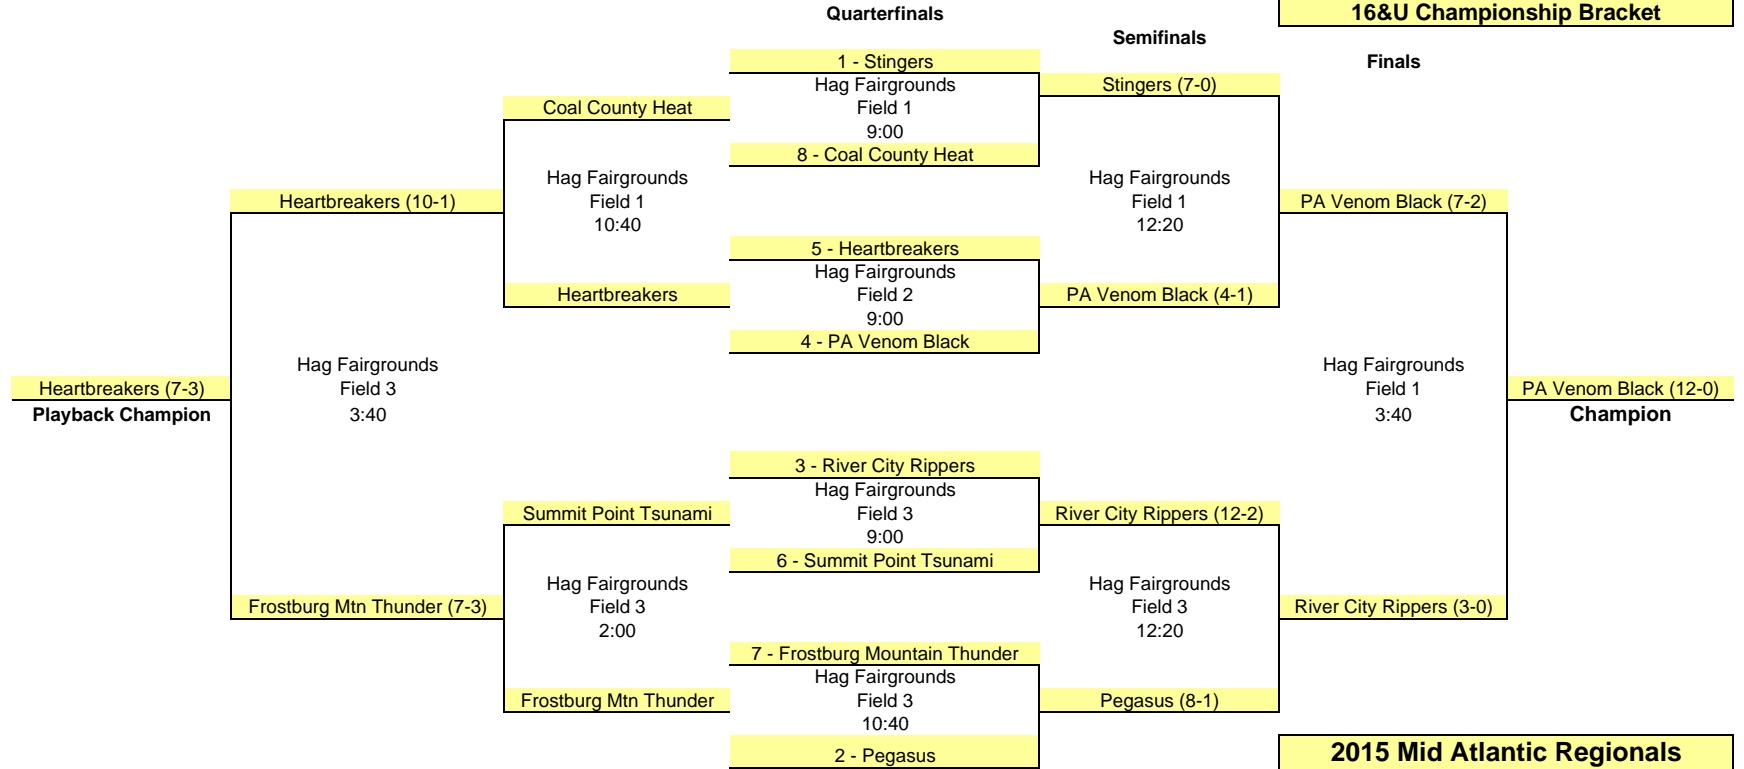 Quarterfinals
16&U Championship Bracket
Semifinals
1 - Stingers
Finals
Hag Fairgrounds
Stingers (7-0)
Coal County Heat
Field 1
9:00
8 - Coal County Heat
Hag Fairgrounds
Hag Fairgrounds
Heartbreakers (10-1)
Field 1
Field 1
PA Venom Black (7-2)
10:40
12:20
5 - Heartbreakers
Hag Fairgrounds
Heartbreakers
Field 2
PA Venom Black (4-1)
9:00
4 - PA Venom Black
Hag Fairgrounds
Hag Fairgrounds
Heartbreakers (7-3)
Field 3
Field 1
PA Venom Black (12-0)
Playback Champion
3:40
3:40
Champion
3 - River City Rippers
Hag Fairgrounds
Summit Point Tsunami
Field 3
River City Rippers (12-2)
9:00
6 - Summit Point Tsunami
Hag Fairgrounds
Hag Fairgrounds
Frostburg Mtn Thunder (7-3)
Field 3
Field 3
River City Rippers (3-0)
2:00
12:20
7 - Frostburg Mountain Thunder
Hag Fairgrounds
Frostburg Mtn Thunder
Field 3
Pegasus (8-1)
10:40
2 - Pegasus
2015 Mid Atlantic Regionals